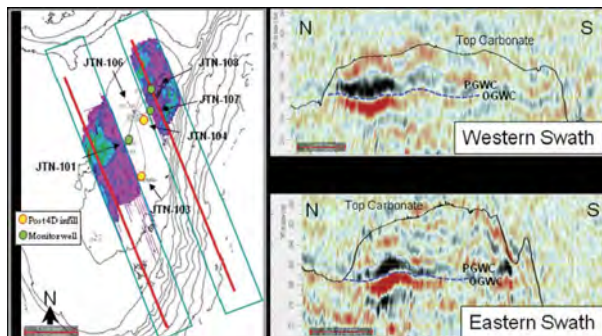 JTN-106
JTN-108
JTN-107
JTN-104
JTN-101
JTN-103
Post4D infill
Monitor well
N
N
S
Top Carbonate
PGWC
OGWC
Western Swath
N
S
Top Carbonate
PGWC
OGWC
Eastern Swath